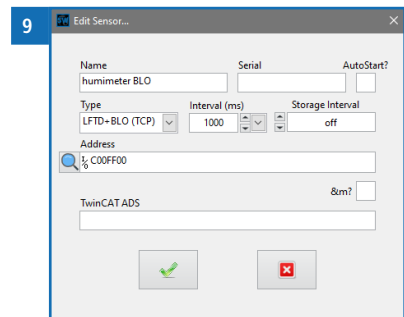 9
Edit Sensor...
Name Serial AutoStart?
humimeter BLO
Type Interval (ms) Storage Interval
LFTD+BLO (TCP) 1000 off
Address
I/O C00FF00
&m?
TwinCAT ADS